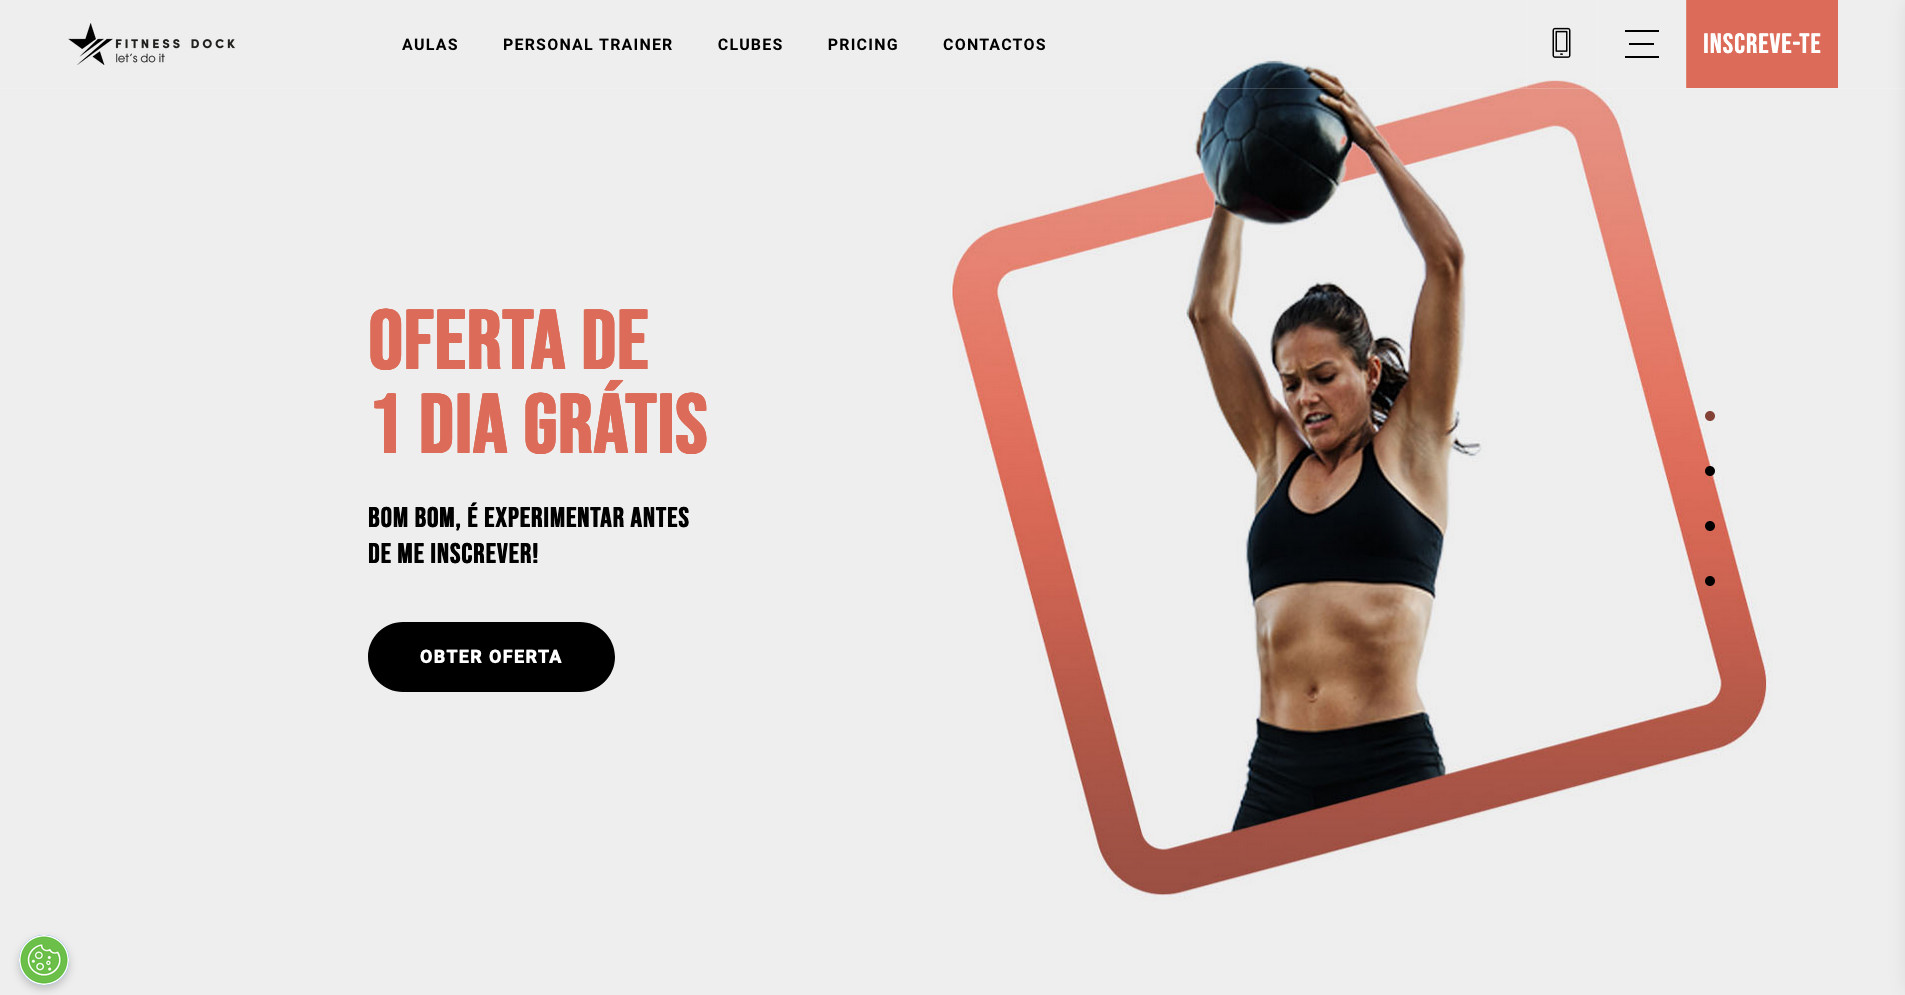 FITNESS DOCK
let's do it
AULAS
PERSONAL TRAINER
CLUBES
PRICING
CONTACTOS
INSCREVE-TE
OFERTA DE
1 DIA GRÁTIS
BOM BOM, É EXPERIMENTAR ANTES
DE ME INSCREVER!
OBTER OFERTA